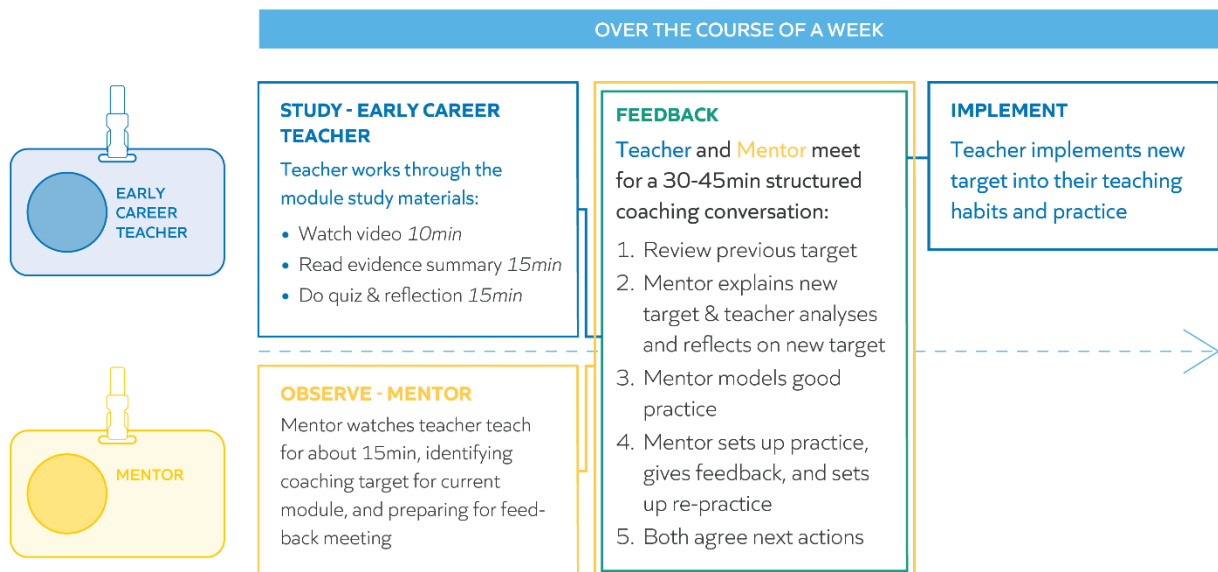 OVER THE COURSE OF A WEEK
EARLY
CAREER
TEACHER
STUDY - EARLY CAREER
TEACHER
Teacher works through the
module study materials:
• Watch video 10min
• Read evidence summary 15min
• Do quiz & reflection 15min
MENTOR
OBSERVE - MENTOR
Mentor watches teacher teach
for about 15min, identifying
coaching target for current
module, and preparing for feed-
back meeting
FEEDBACK
Teacher and Mentor meet
for a 30-45min structured
coaching conversation:
1. Review previous target
2. Mentor explains new
target & teacher analyses
and reflects on new target
3. Mentor models good
practice
4. Mentor sets up practice,
gives feedback, and sets
up re-practice
5. Both agree next actions
IMPLEMENT
Teacher implements new
target into their teaching
habits and practice